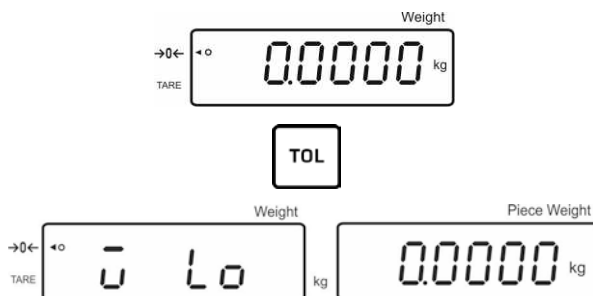 Weight
→0← ◄○ 0.0000 kg
TARE
TOL
Weight Piece Weight
→0← ◄○ ū Lo kg 0.0000 kg
TARE